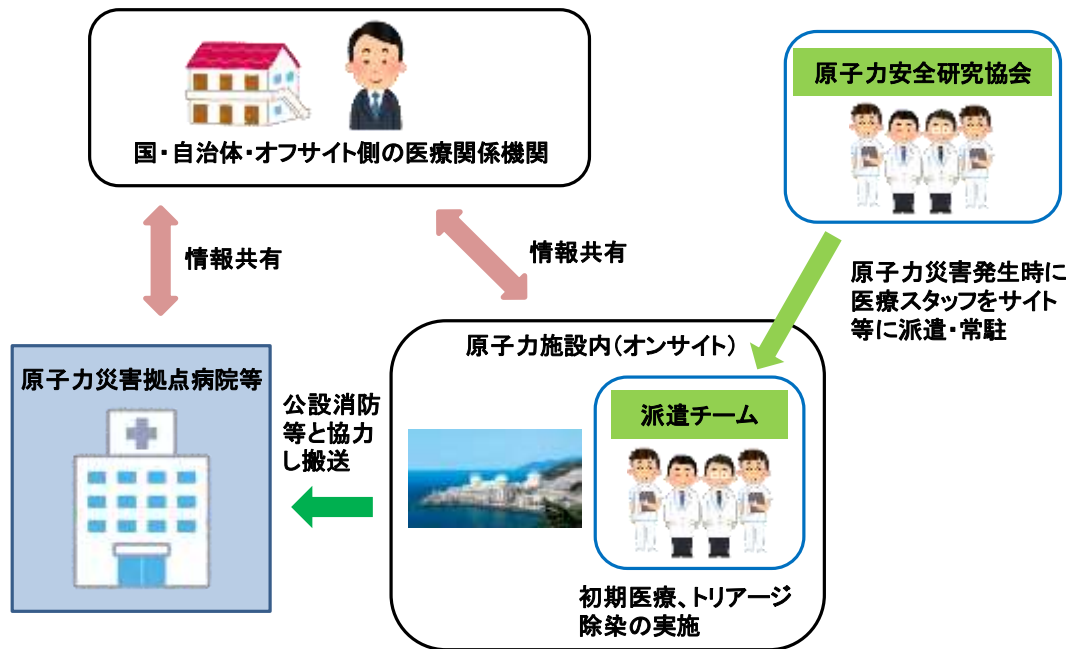 国・自治体・オフサイト側の医療関係機関
原子力安全研究協会
情報共有
情報共有
原子力災害発生時に
医療スタッフをサイト
等に派遣・常駐
原子力災害拠点病院等
公設消防
等と協力
し搬送
原子力施設内(オンサイト)
派遣チーム
初期医療、トリアージ
除染の実施